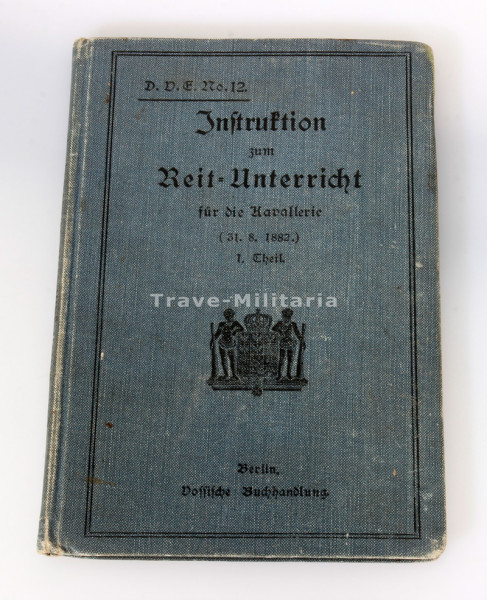 D. V. E. No. 12.
Instruktion
zum
Reit-Unterricht
für die Kavallerie
(31. 8. 1882.)
I. Theil.
Trave-Militaria
Berlin.
Vossische Buchhandlung.